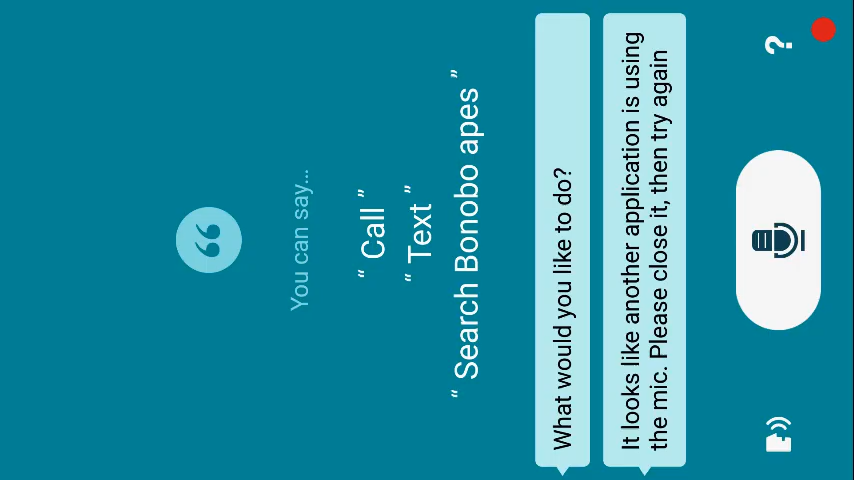 ❝
You can say...
“ Call ”
“ Text ”
“ Search Bonobo apes ”
What would you like to do?
It looks like another application is using
the mic. Please close it, then try again
?